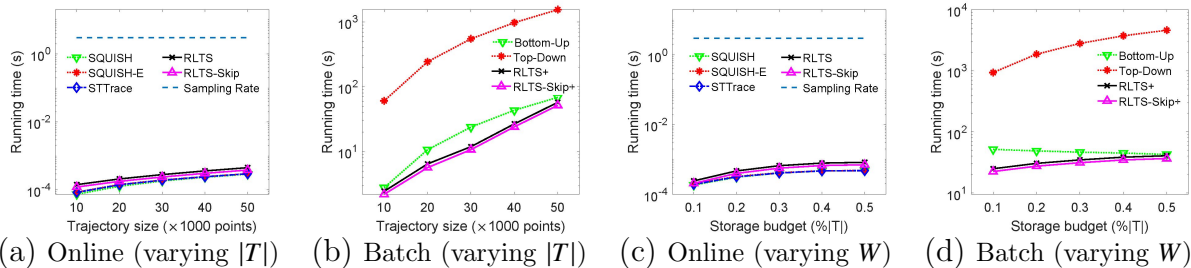 Running time (s)
10^0
10^-2
10^-4
SQUISH
SQUISH-E
STTrace
RLTS
RLTS-Skip
Sampling Rate
10 20 30 40 50
Trajectory size (×1000 points)
(a) Online (varying |T|)
Running time (s)
10^3
10^2
10^1
Bottom-Up
Top-Down
RLTS+
RLTS-Skip+
10 20 30 40 50
Trajectory size (×1000 points)
(b) Batch (varying |T|)
Running time (s)
10^2
10^0
10^-2
10^-4
SQUISH
SQUISH-E
STTrace
RLTS
RLTS-Skip
Sampling Rate
0.1 0.2 0.3 0.4 0.5
Storage budget (%|T|)
(c) Online (varying W)
Running time (s)
10^4
10^3
10^2
10^1
Bottom-Up
Top-Down
RLTS+
RLTS-Skip+
0.1 0.2 0.3 0.4 0.5
Storage budget (%|T|)
(d) Batch (varying W)